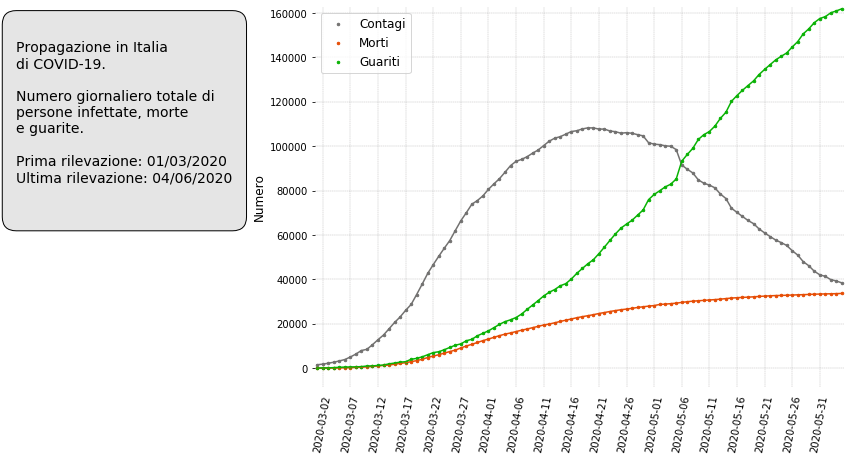 Propagazione in Italia
di COVID-19.
Numero giornaliero totale di
persone infettate, morte
e guarite.
Prima rilevazione: 01/03/2020
Ultima rilevazione: 04/06/2020
Contagi
Morti
Guariti
Numero
160000
140000
120000
100000
80000
60000
40000
20000
0
2020-03-02
2020-03-07
2020-03-12
2020-03-17
2020-03-22
2020-03-27
2020-04-01
2020-04-06
2020-04-11
2020-04-16
2020-04-21
2020-04-26
2020-05-01
2020-05-06
2020-05-11
2020-05-16
2020-05-21
2020-05-26
2020-05-31